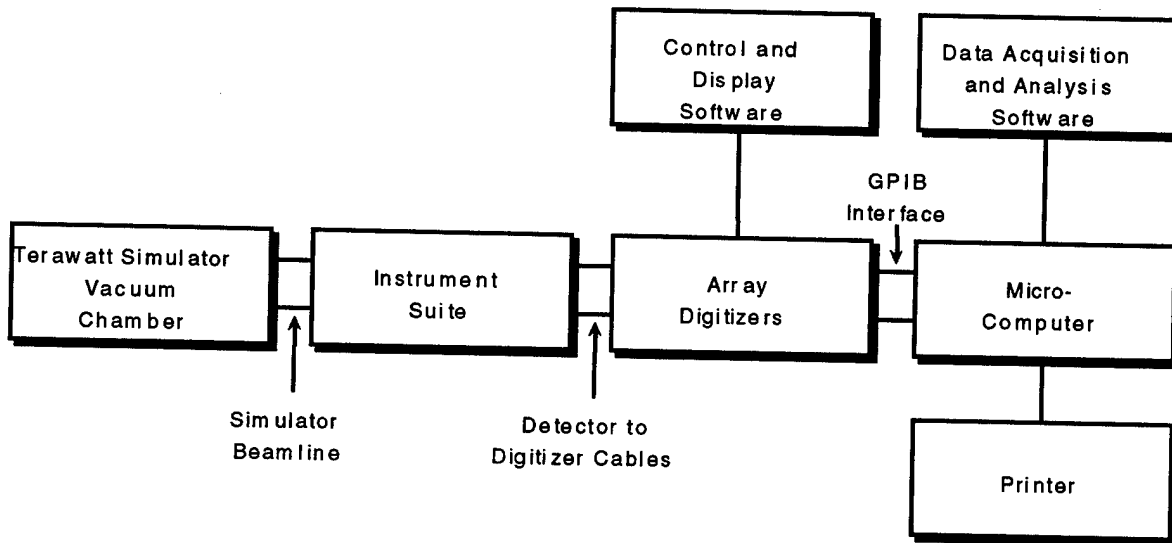 Control and
Display
Software
Data Acquisition
and Analysis
Software
GPIB
Interface
Terawatt Simulator
Vacuum
Chamber
Instrument
Suite
Array
Digitizers
Micro-
Computer
Simulator
Beamline
Detector to
Digitizer Cables
Printer